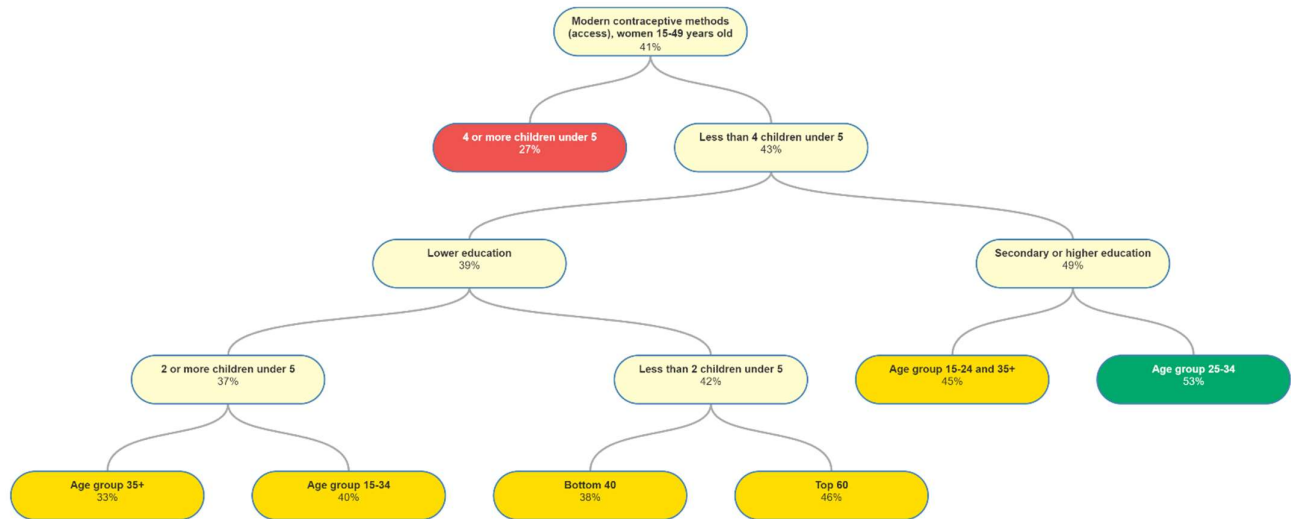 Modern contraceptive methods
(access), women 15-49 years old
41%
4 or more children under 5
27%
Less than 4 children under 5
43%
Lower education
39%
Secondary or higher education
49%
2 or more children under 5
37%
Less than 2 children under 5
42%
Age group 15-24 and 35+
45%
Age group 25-34
53%
Age group 35+
33%
Age group 15-34
40%
Bottom 40
38%
Top 60
46%